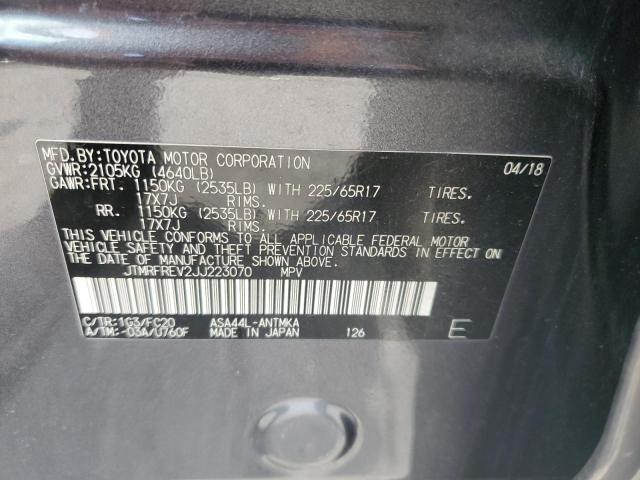 MFD.BY:TOYOTA MOTOR CORPORATION 04/18
GVWR:2105KG (4640LB)
GAWR:FRT. 1150KG (2535LB) WITH 225/65R17 TIRES.
17X7J RIMS.
RR. 1150KG (2535LB) WITH 225/65R17 TIRES.
17X7J RIMS.
THIS VEHICLE CONFORMS TO ALL APPLICABLE FEDERAL MOTOR
VEHICLE SAFETY AND THEFT PREVENTION STANDARDS IN EFFECT ON
THE DATE OF MANUFACTURE SHOWN ABOVE.
JTMRFREV2JJ223070 MPV
C/TR:1G3/FC20 ASA44L-ANTMKA
A/TM:-03A/U760F MADE IN JAPAN 126 E